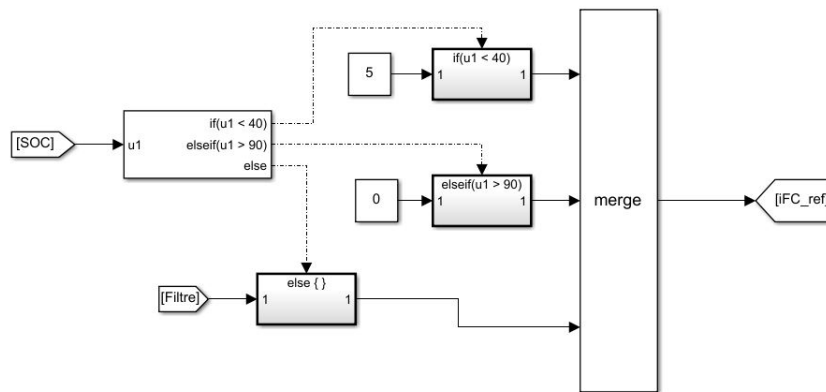 if(u1 < 40)
5
1
1
if(u1 < 40)
[SOC]
u1
elseif(u1 > 90)
else
elseif(u1 > 90)
0
1
1
merge
[iFC_ref]
else { }
[Filtre]
1
1